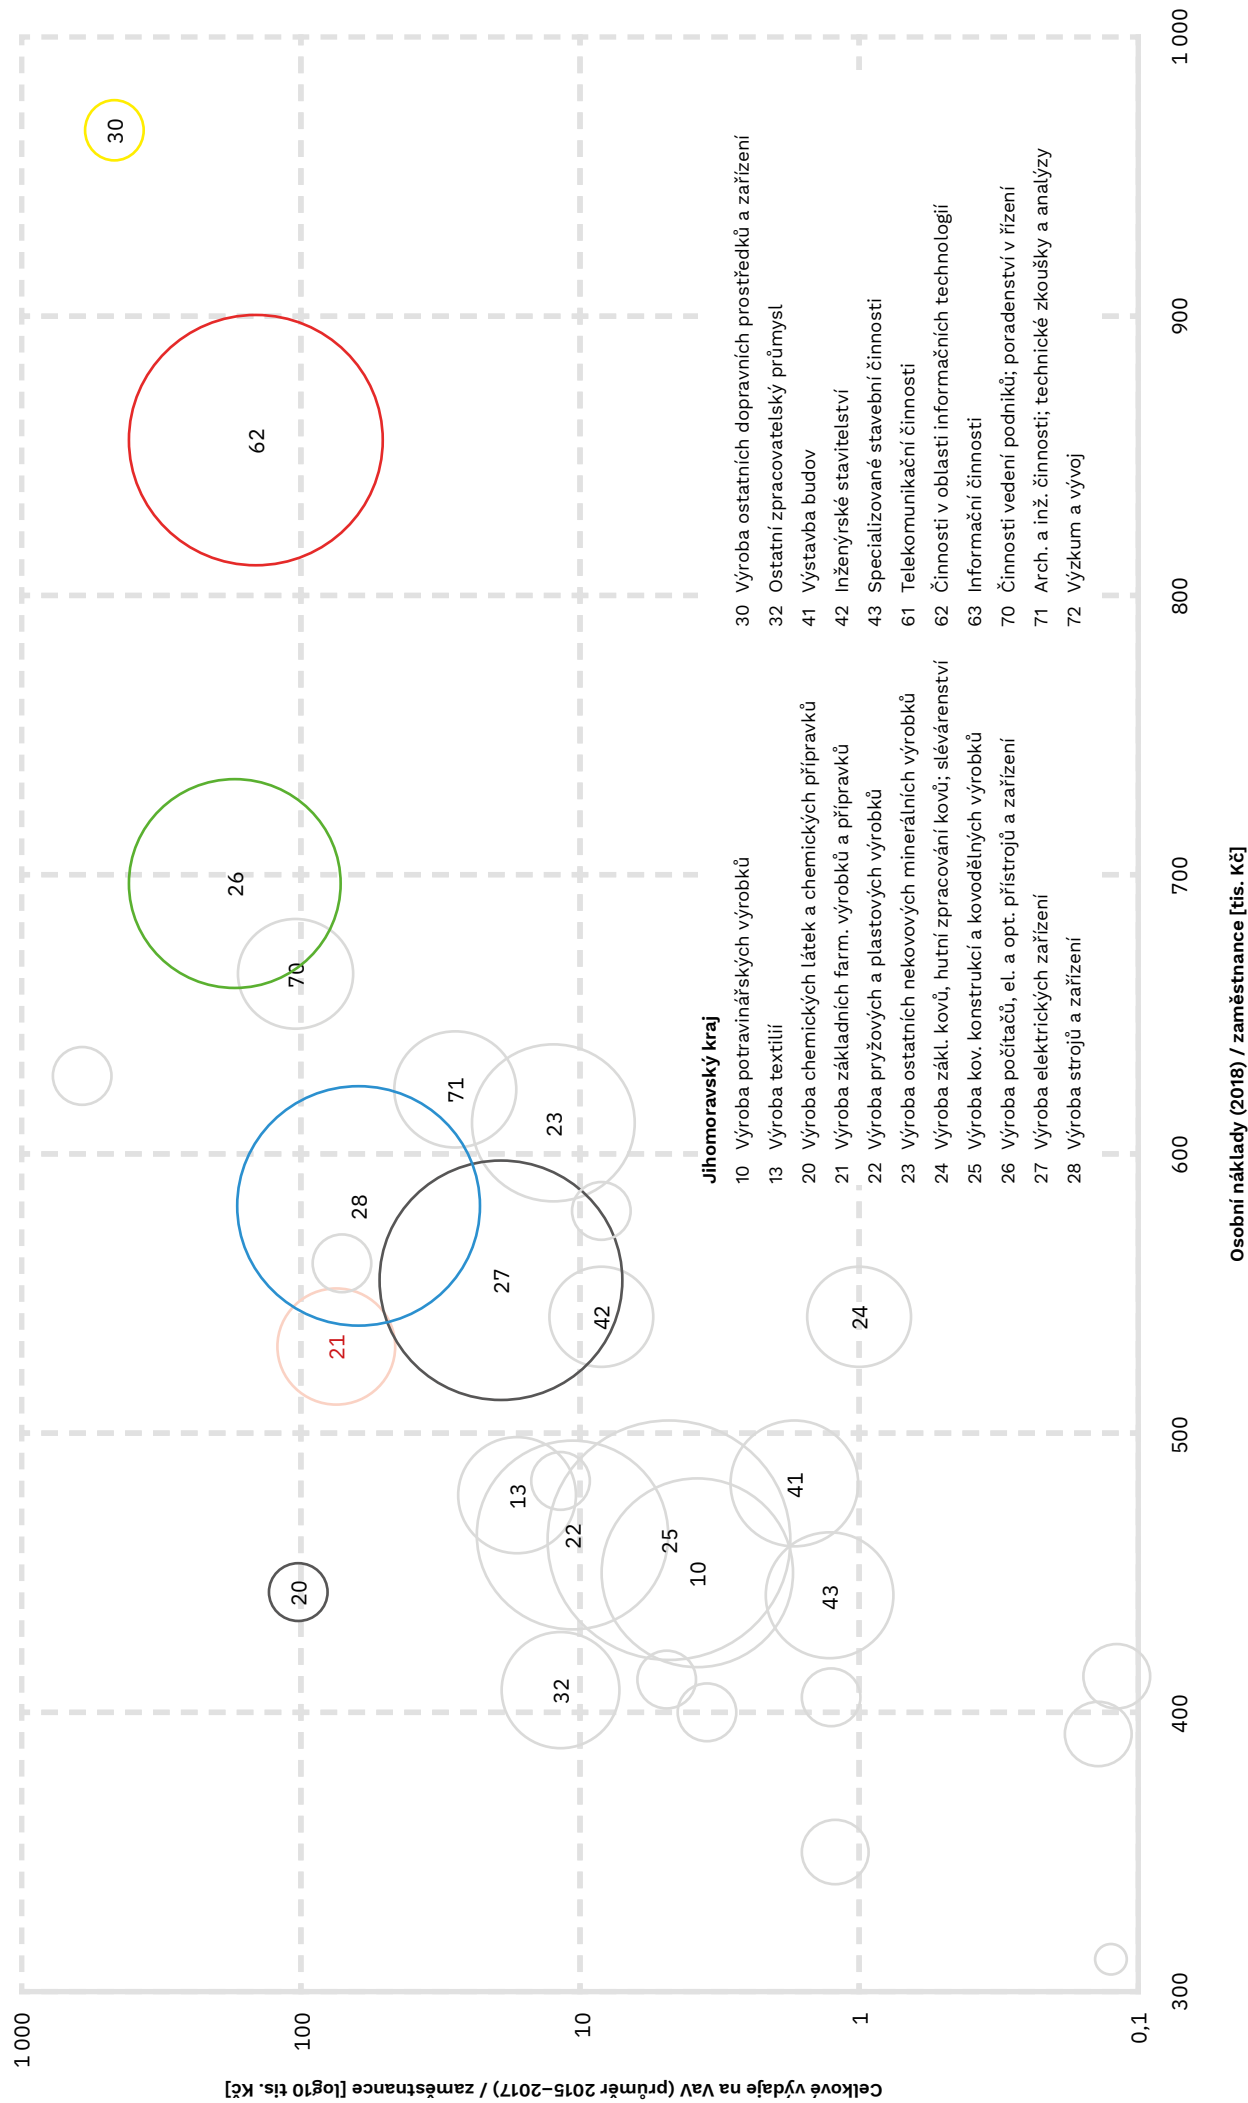 Celkové výdaje na VaV (průměr 2015–2017) / zaměstnance [log10 tis. Kč]
1 000
100
10
1
0,1
300
400
500
600
700
800
900
1 000
Osobní náklady (2018) / zaměstnance [tis. Kč]
30
62
26
70
28
71
23
27
21
42
24
13
22
25
10
41
43
20
32
Jihomoravský kraj
10 Výroba potravinářských výrobků
13 Výroba textilií
20 Výroba chemických látek a chemických přípravků
21 Výroba základních farm. výrobků a přípravků
22 Výroba pryžových a plastových výrobků
23 Výroba ostatních nekovových minerálních výrobků
24 Výroba zákl. kovů, hutní zpracování kovů; slévárenství
25 Výroba kov. konstrukcí a kovodělných výrobků
26 Výroba počítačů, el. a opt. přístrojů a zařízení
27 Výroba elektrických zařízení
28 Výroba strojů a zařízení
30 Výroba ostatních dopravních prostředků a zařízení
32 Ostatní zpracovatelský průmysl
41 Výstavba budov
42 Inženýrské stavitelství
43 Specializované stavební činnosti
61 Telekomunikační činnosti
62 Činnosti v oblasti informačních technologií
63 Informační činnosti
70 Činnosti vedení podniků; poradenství v řízení
71 Arch. a inž. činnosti; technické zkoušky a analýzy
72 Výzkum a vývoj